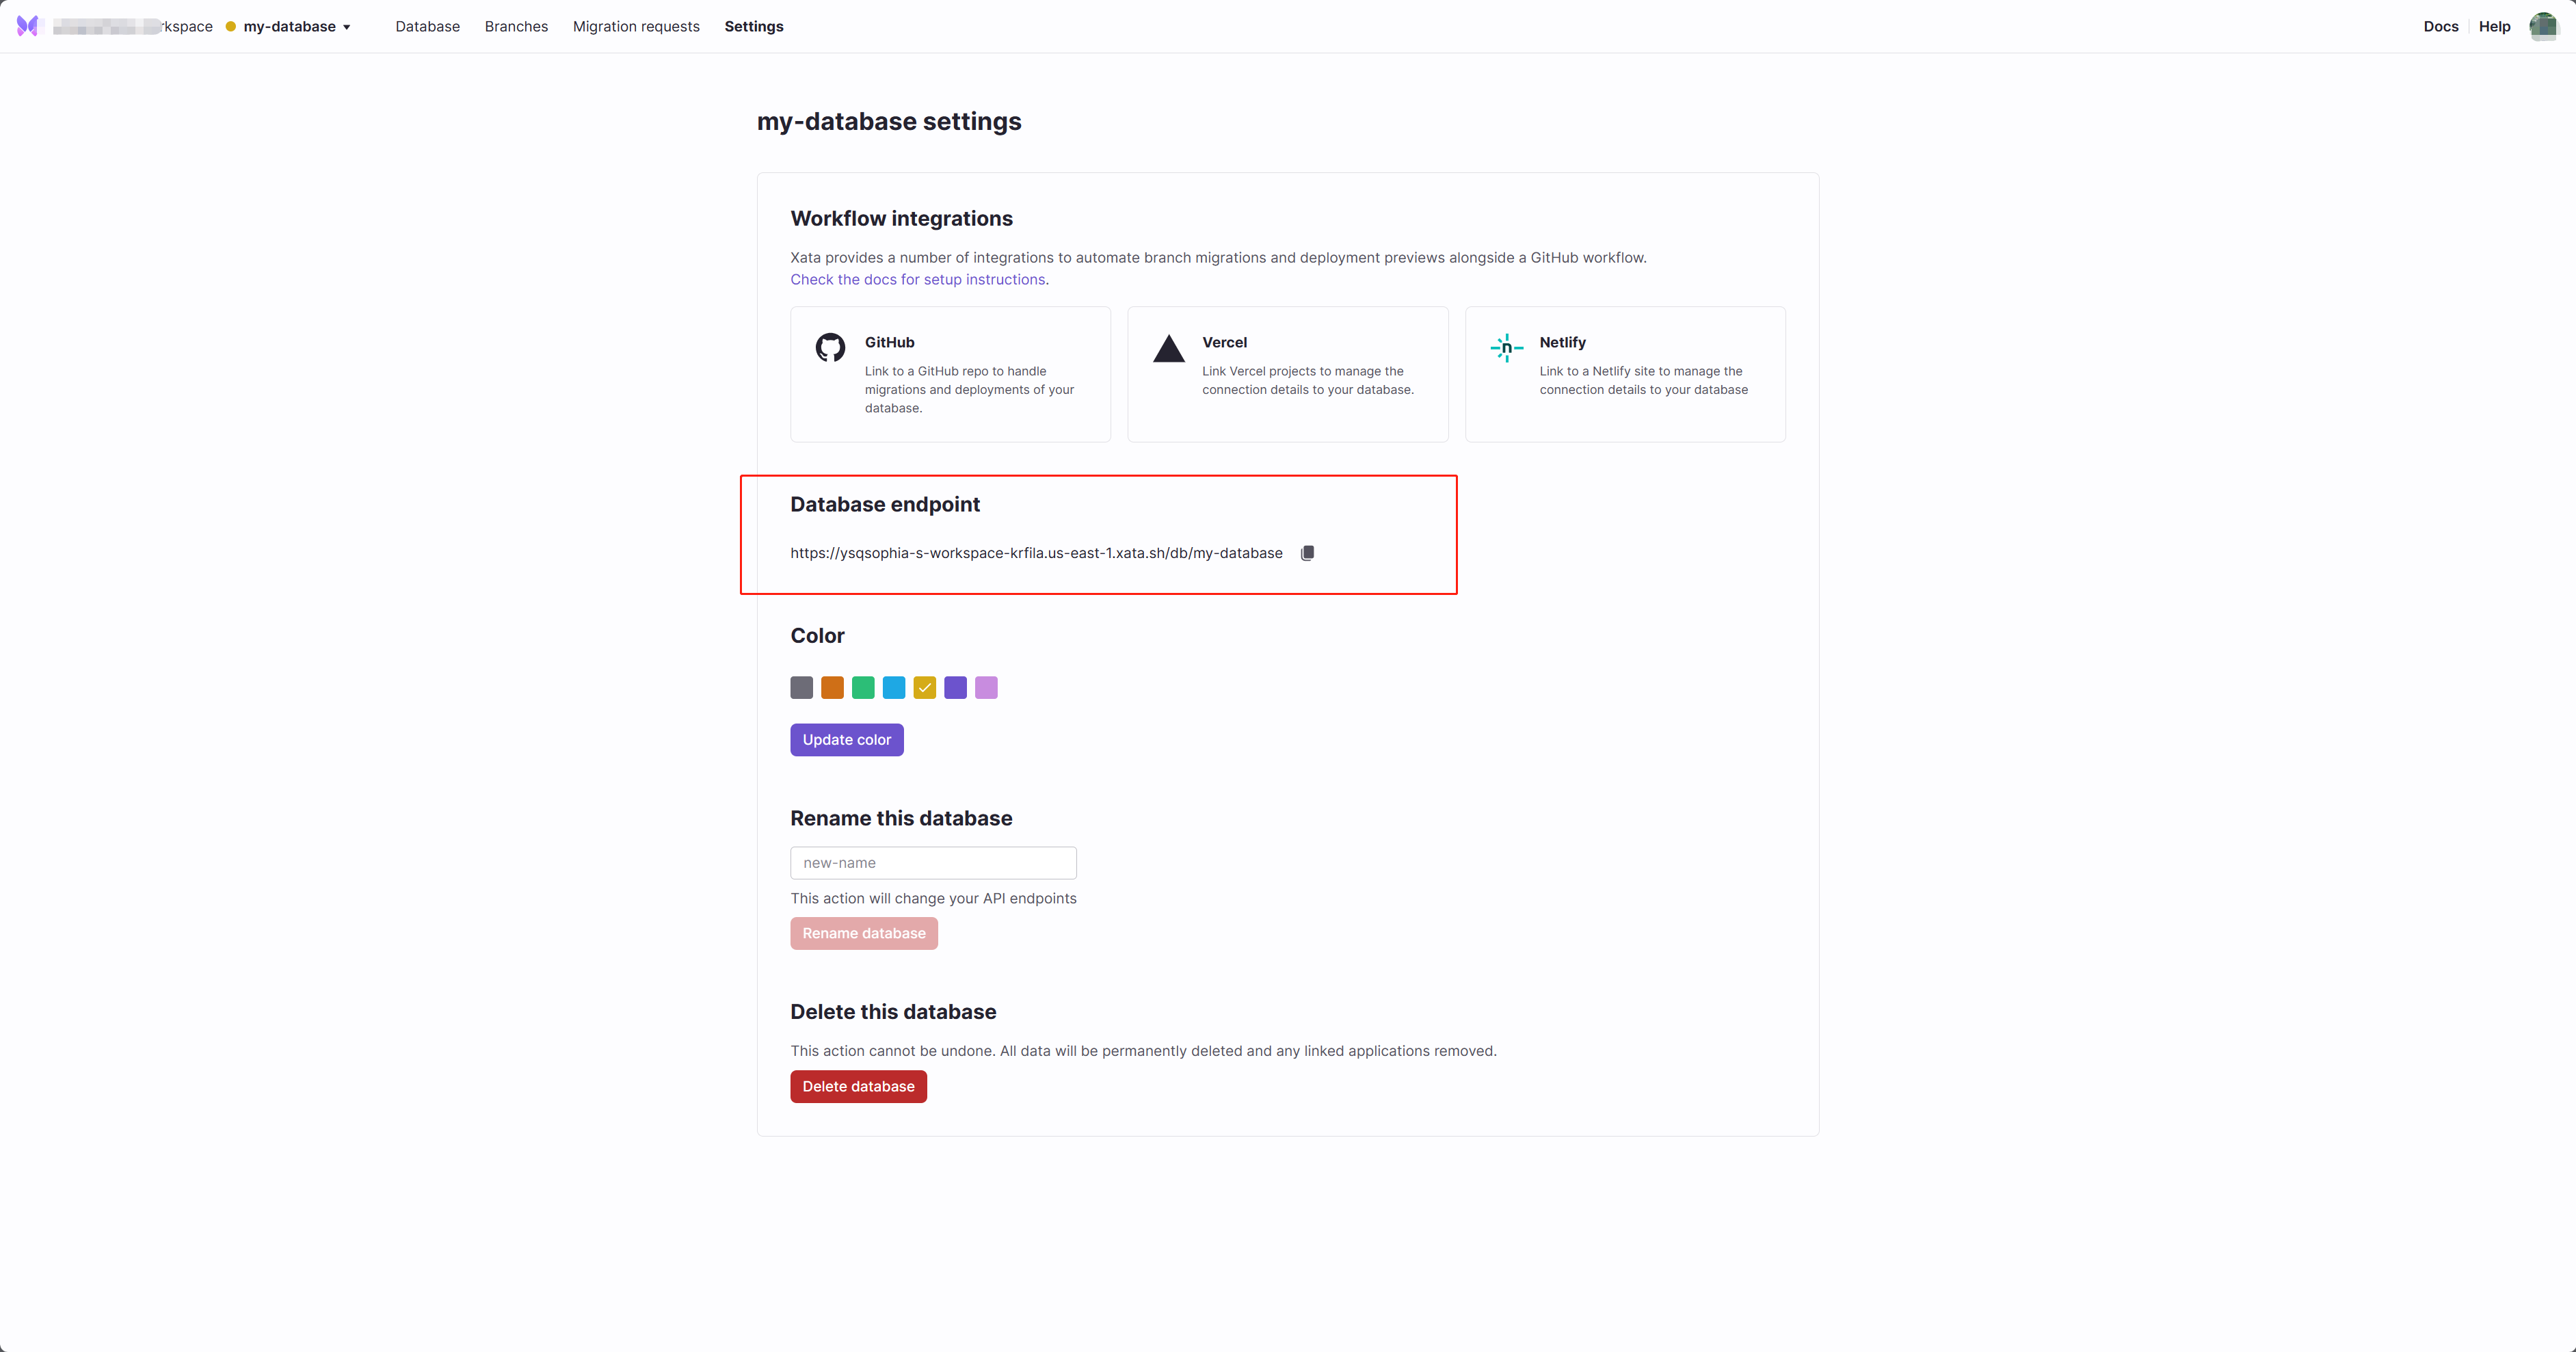 my-database
Database
Branches
Migration requests
Settings
Docs
Help
my-database settings
Workflow integrations
Xata provides a number of integrations to automate branch migrations and deployment previews alongside a GitHub workflow.
Check the docs for setup instructions.
GitHub
Link to a GitHub repo to handle
migrations and deployments of your
database.
Vercel
Link Vercel projects to manage the
connection details to your database.
n
Netlify
Link to a Netlify site to manage the
connection details to your database
Database endpoint
https://ysqsophia-s-workspace-krfila.us-east-1.xata.sh/db/my-database
Color
Update color
Rename this database
new-name
This action will change your API endpoints
Rename database
Delete this database
This action cannot be undone. All data will be permanently deleted and any linked applications removed.
Delete database